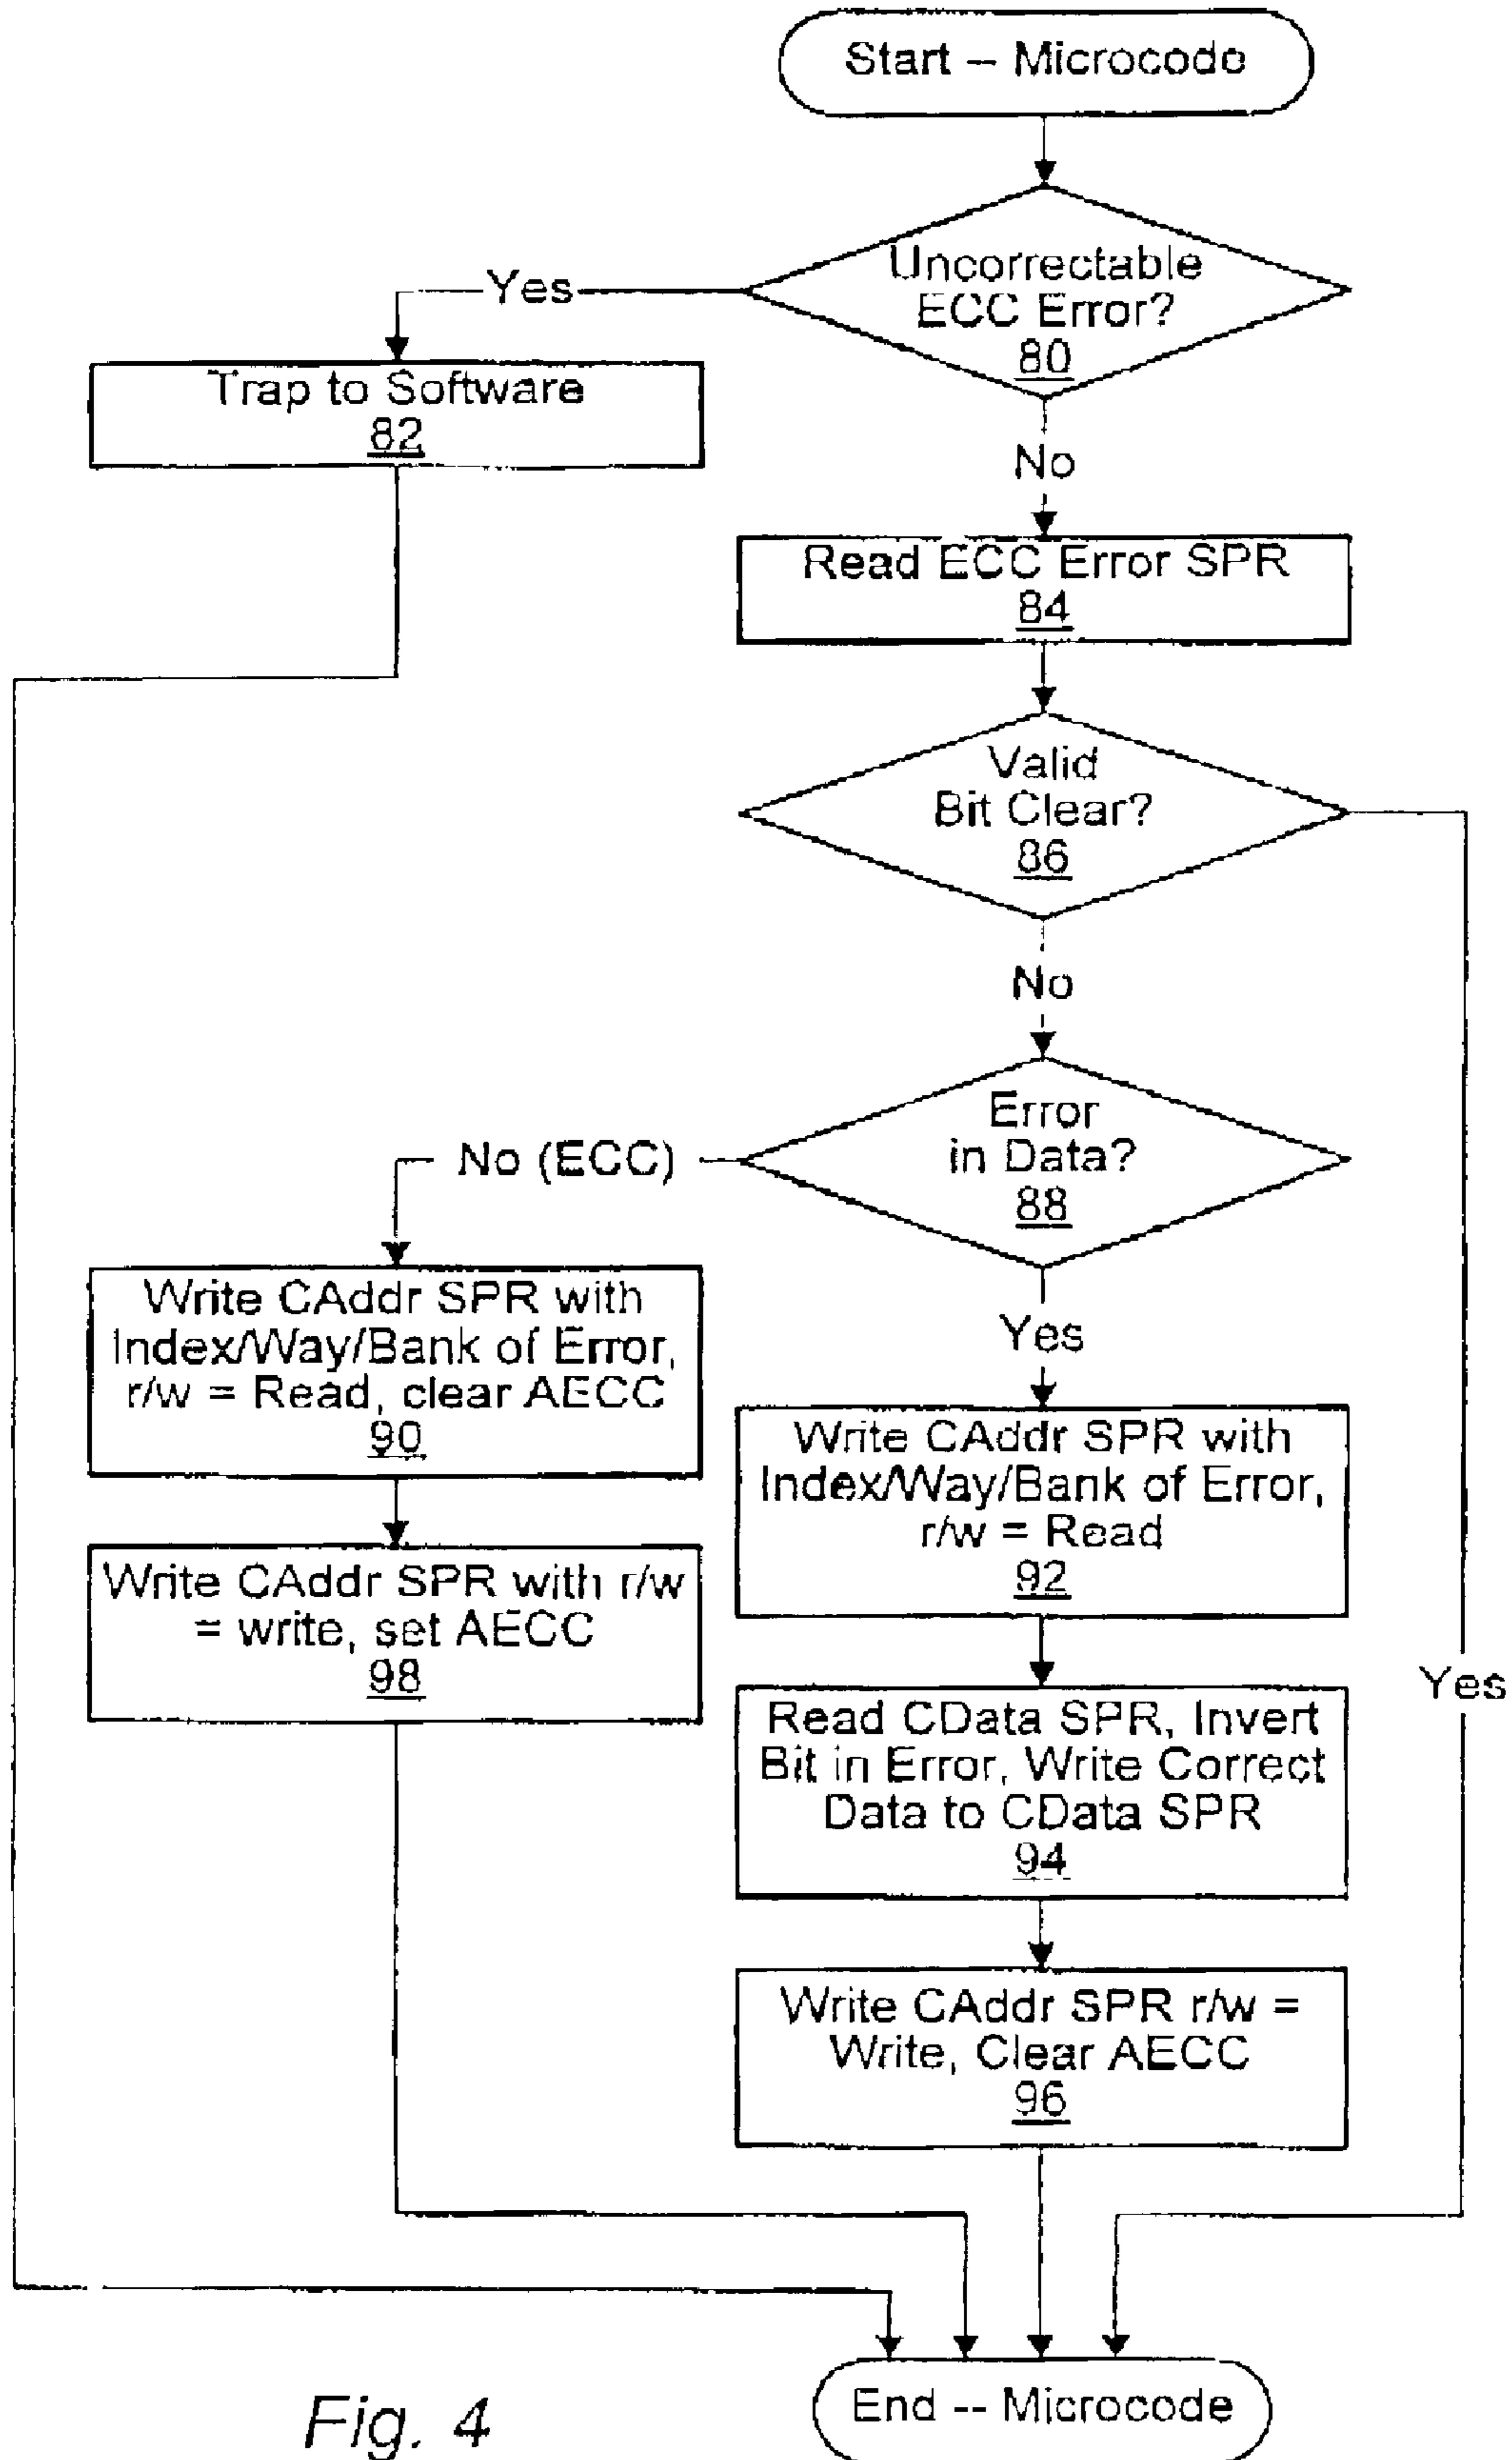 Start – Microcode
Uncorrectable
ECC Error?
80
Yes
Trap to Software
82
No
Read ECC Error SPR
84
Valid
Bit Clear?
86
No
Error
in Data?
88
No (ECC)
Write CAddr SPR with
Index/Way/Bank of Error,
r/w = Read, clear AECC
90
Yes
Write CAddr SPR with
Index/Way/Bank of Error,
r/w = Read
92
Write CAddr SPR with r/w
= write, set AECC
98
Yes
Read CData SPR, Invert
Bit in Error, Write Correct
Data to CData SPR
94
Write CAddr SPR r/w =
Write, Clear AECC
96
End -- Microcode
Fig. 4